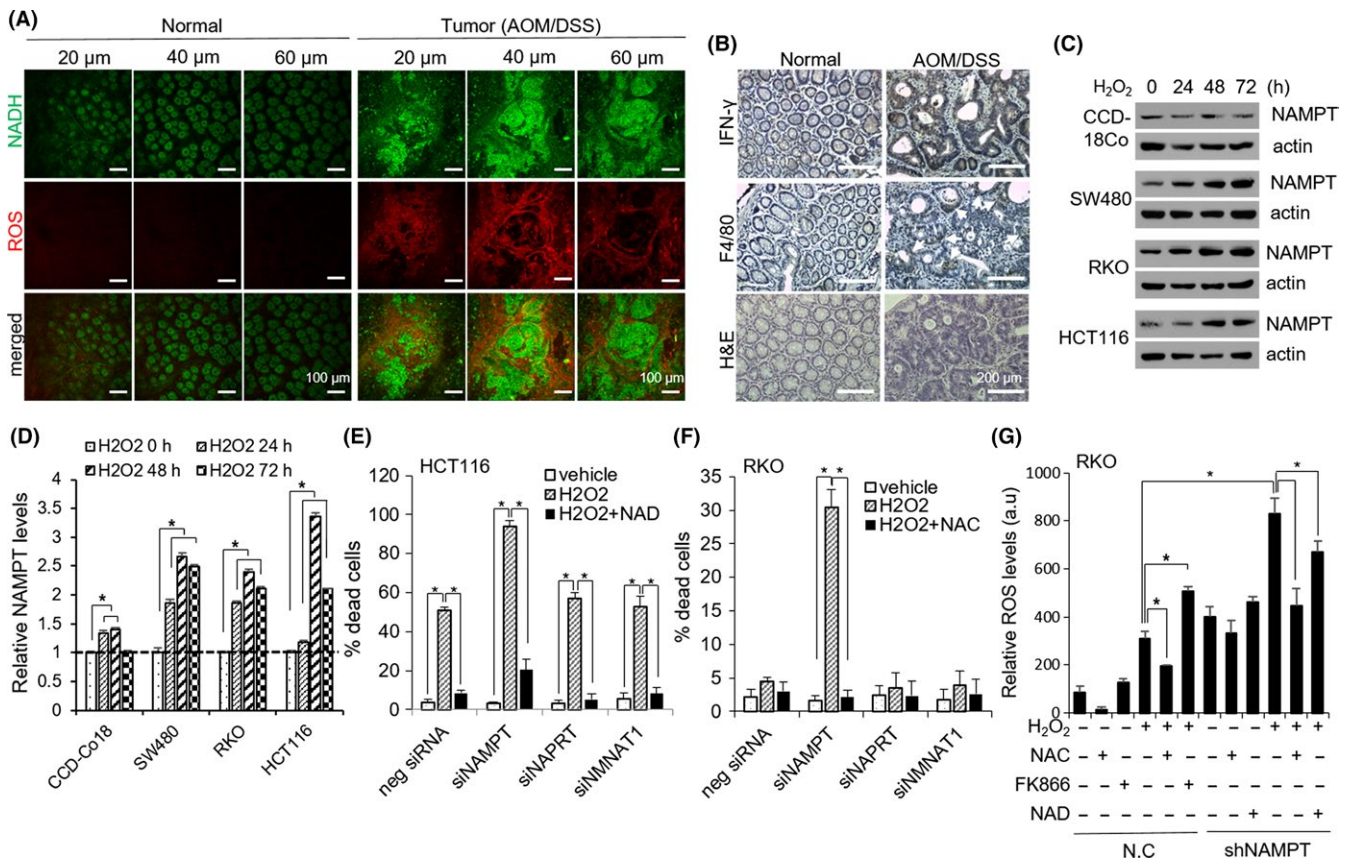 (A)
Normal Tumor (AOM/DSS)
20 µm 40 µm 60 µm 20 µm 40 µm 60 µm
NADH
ROS
merged
100 µm 100 µm
(B)
Normal AOM/DSS
IFN-γ
F4/80
H&E
200 µm
(C)
H₂O₂ 0 24 48 72 (h)
CCD-
18Co
NAMPT
actin
SW480
NAMPT
actin
RKO
NAMPT
actin
HCT116
NAMPT
actin
(D)
H2O2 0 h H2O2 24 h
H2O2 48 h H2O2 72 h
Relative NAMPT levels
4
3.5
3
2.5
2
1.5
1
0.5
0
* * * *
CCD-Co18 SW480 RKO HCT116
(E)
HCT116
vehicle
H2O2
H2O2+NAD
% dead cells
120
100
80
60
40
20
0
* * * * * * * *
neg siRNA siNAMPT siNAPRT siNMNAT1
(F)
RKO
vehicle
H2O2
H2O2+NAC
% dead cells
35
30
25
20
15
10
5
0
* *
neg siRNA siNAMPT siNAPRT siNMNAT1
(G)
RKO
Relative ROS levels (a.u)
1000
800
600
400
200
0
* * * *
H₂O₂ – – – + + + – – – + + +
NAC – + – – + – – + – – + –
FK866 – – + – – + – – – – – –
NAD – – – – – – – – + – – +
N.C shNAMPT